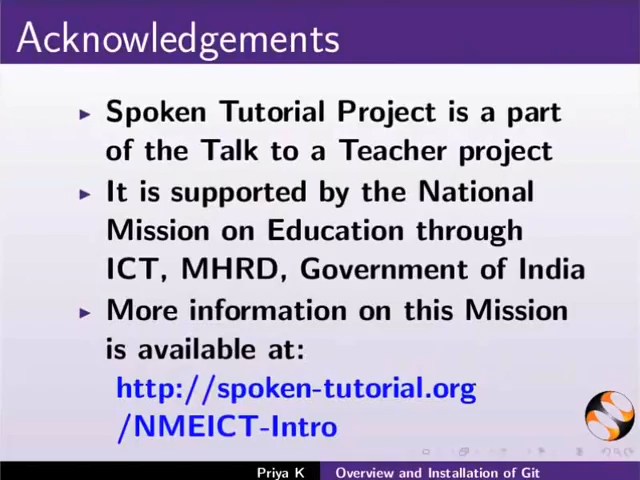 Acknowledgements
Spoken Tutorial Project is a part
of the Talk to a Teacher project
It is supported by the National
Mission on Education through
ICT, MHRD, Government of India
More information on this Mission
is available at:
http://spoken-tutorial.org
/NMEICT-Intro
Priya K Overview and Installation of Git